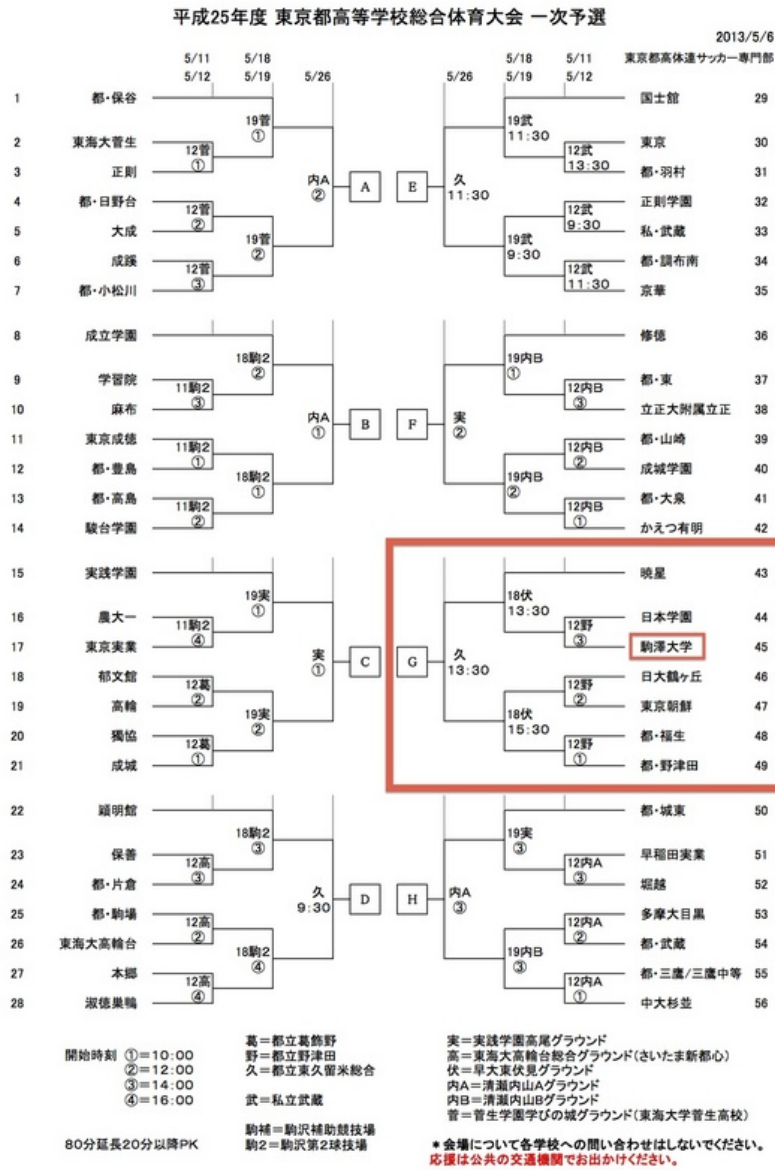 平成25年度 東京都高等学校総合体育大会 一次予選
2013/5/6
東京都高体連サッカー専門部
5/11 5/18 5/18 5/11
5/12 5/19 5/26 5/26 5/19 5/12
1 都・保谷 国士館 29
19菅 ① 19武 11:30
2 東海大菅生 東京 30
12菅 ① 12武 13:30
3 正則 都・羽村 31
内A ② A E 久 11:30
4 都・日野台 正則学園 32
12菅 ② 12武 9:30
5 大成 私・武蔵 33
19菅 ② 19武 9:30
6 成蹊 都・調布南 34
12菅 ③ 12武 11:30
7 都・小松川 京華 35
8 成立学園 修徳 36
18駒2 ② 19内B ①
9 学習院 都・東 37
11駒2 ③ 12内B ③
10 麻布 立正大附属立正 38
内A ① B F 実 ②
11 東京成徳 都・山崎 39
11駒2 ① 12内B ②
12 都・豊島 成城学園 40
18駒2 ① 19内B ②
13 都・高島 都・大泉 41
11駒2 ② 12内B ①
14 駿台学園 かえつ有明 42
15 実践学園 暁星 43
19実 ① 18伏 13:30
16 農大一 日本学園 44
11駒2 ④ 12野 ③
17 東京実業 駒澤大学 45
実 ① C G 久 13:30
18 郁文館 日大鶴ヶ丘 46
12葛 ② 12野 ②
19 高輪 東京朝鮮 47
19実 ② 18伏 15:30
20 獨協 都・福生 48
12葛 ① 12野 ①
21 成城 都・野津田 49
22 穎明館 都・城東 50
18駒2 ③ 19実 ③
23 保善 早稲田実業 51
12高 ③ 12内A ③
24 都・片倉 堀越 52
久 9:30 D H 内A ③
25 都・駒場 多摩大目黒 53
12高 ② 12内A ②
26 東海大高輪台 都・武蔵 54
18駒2 ④ 19内B ③
27 本郷 都・三鷹/三鷹中等 55
12高 ④ 12内A ①
28 淑徳巣鴨 中大杉並 56
葛=都立葛飾野 実=実践学園高尾グラウンド
開始時刻 ①=10:00 野=都立野津田 高=東海大高輪台総合グラウンド(さいたま新都心)
②=12:00 久=都立東久留米総合 伏=早大東伏見グラウンド
③=14:00 内A=清瀬内山Aグラウンド
④=16:00 武=私立武蔵 内B=清瀬内山Bグラウンド
菅=菅生学園学びの城グラウンド(東海大学菅生高校)
駒補=駒沢補助競技場
80分延長20分以降PK 駒2=駒沢第2球技場 *会場について各学校への問い合わせはしないでください。
応援は公共の交通機関でお出かけください。